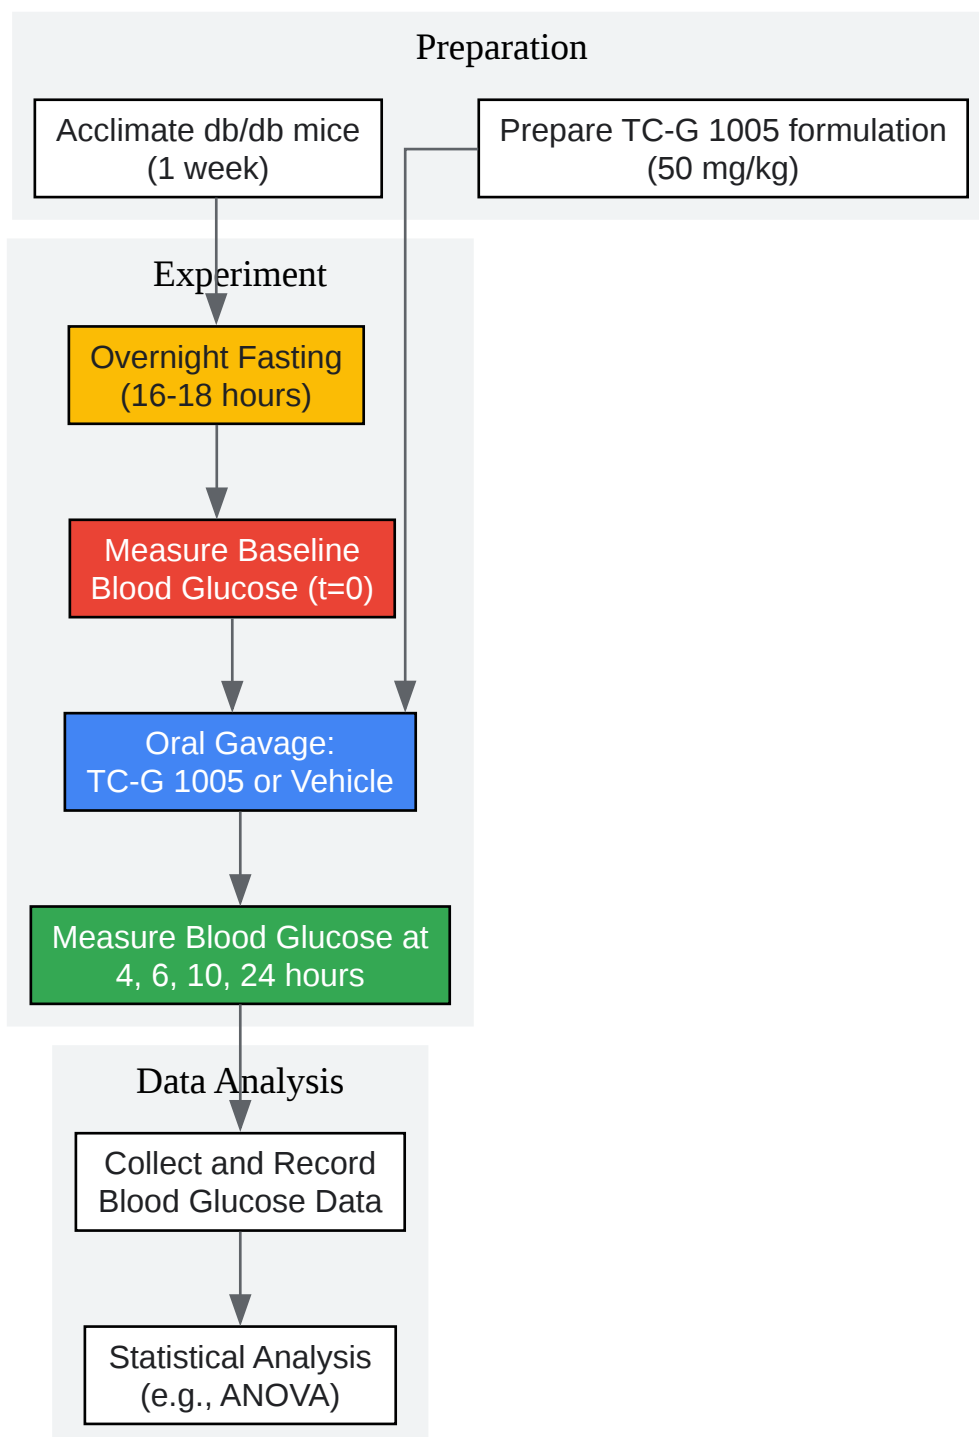 Preparation
Acclimate db/db mice
(1 week)
Prepare TC-G 1005 formulation
(50 mg/kg)
Experiment
Overnight Fasting
(16-18 hours)
Measure Baseline
Blood Glucose (t=0)
Oral Gavage:
TC-G 1005 or Vehicle
Measure Blood Glucose at
4, 6, 10, 24 hours
Data Analysis
Collect and Record
Blood Glucose Data
Statistical Analysis
(e.g., ANOVA)